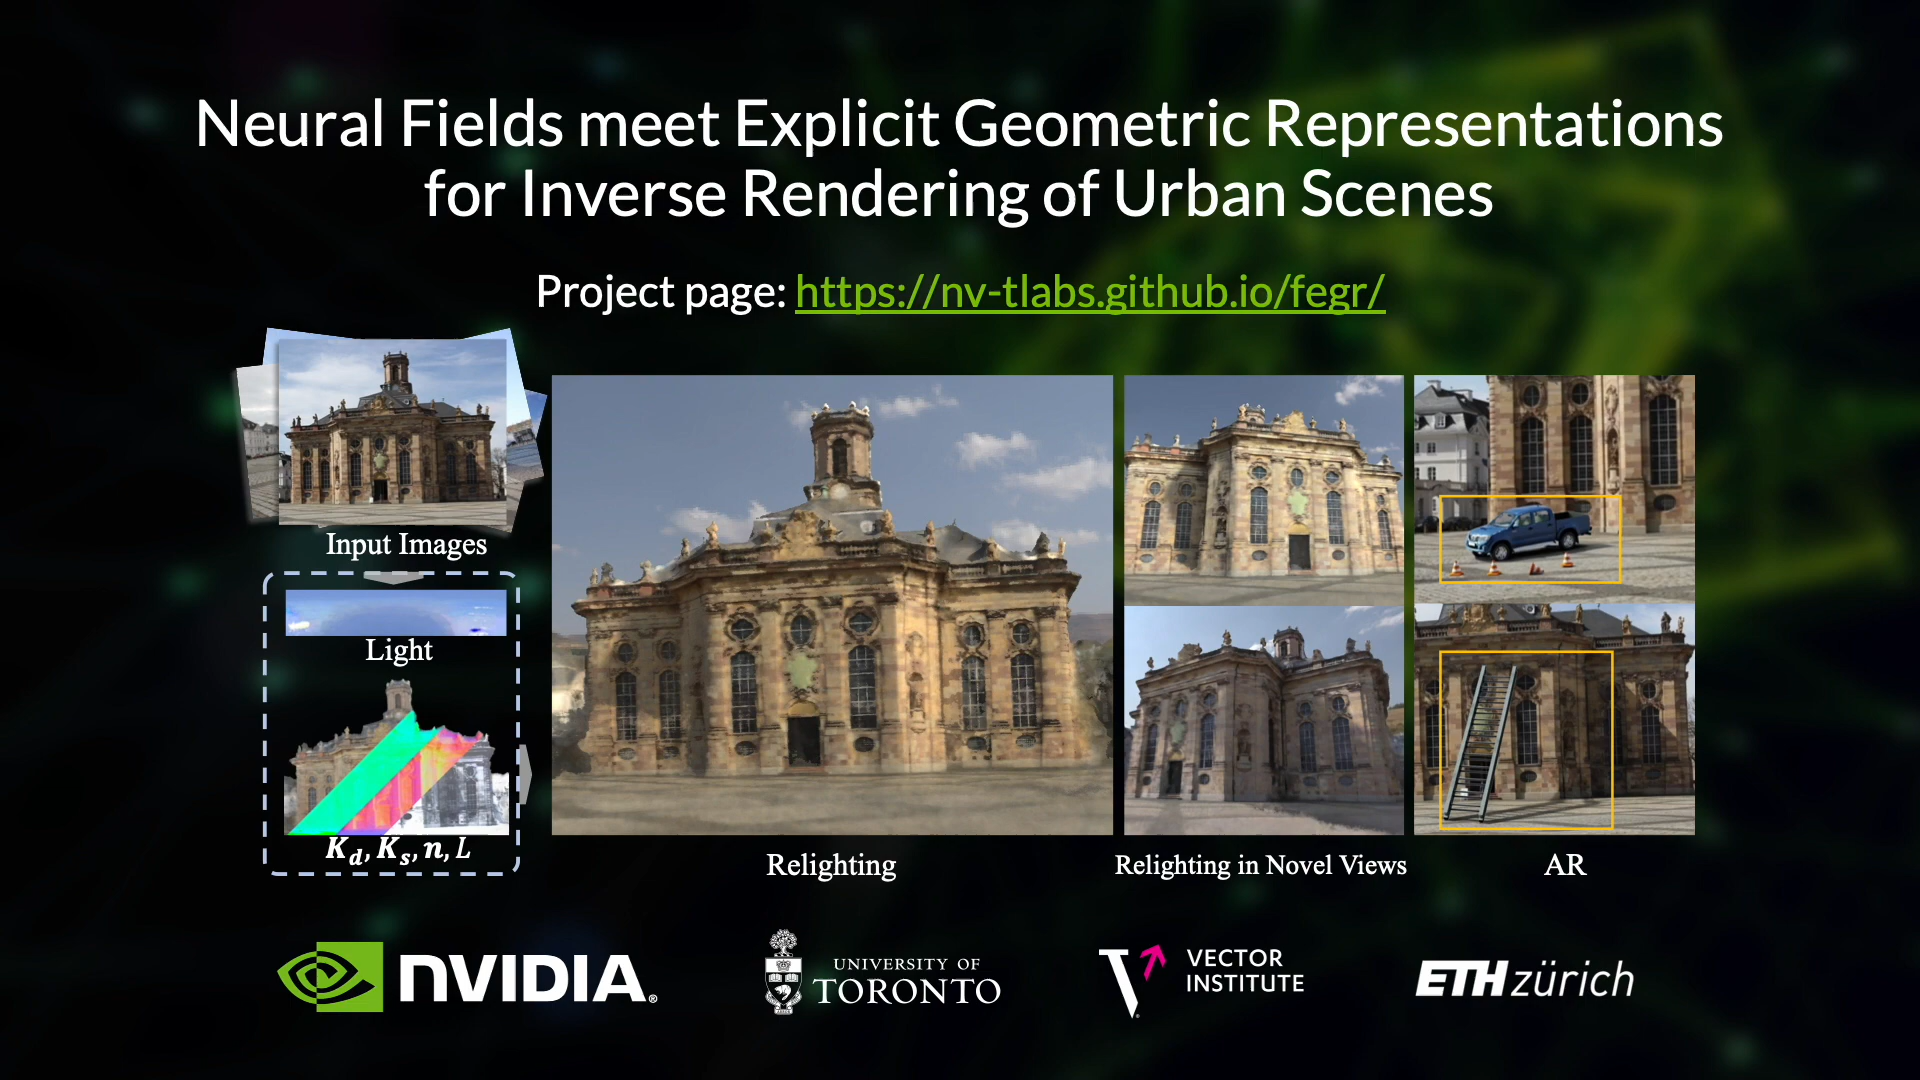 Neural Fields meet Explicit Geometric Representations
for Inverse Rendering of Urban Scenes
Project page: https://nv-tlabs.github.io/fegr/
Input Images
Light
K_d, K_s, n, L
Relighting
Relighting in Novel Views
AR
NVIDIA®
UNIVERSITY OF
TORONTO
VECTOR
INSTITUTE
ETH zürich